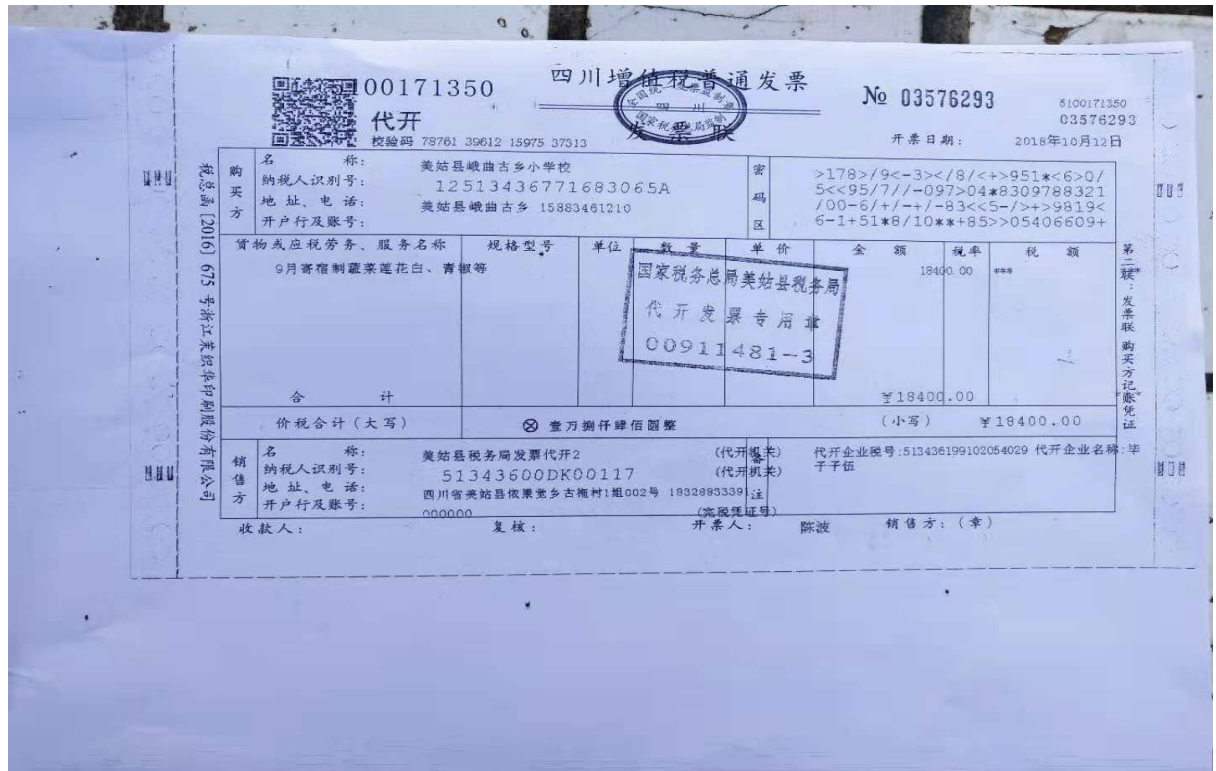 5100171350
四川增值税普通发票
№ 03576293
5100171350
03576293
代开
发票联
校验码 78761 39612 15975 37313
开票日期: 2018年10月12日
税总函 [2016] 675 号浙江美织华印刷股份有限公司
购买方
名 称: 美姑县峨曲古乡小学校
纳税人识别号: 12513436771683065A
地址、电话: 美姑县峨曲古乡 15883461210
开户行及账号:
密码区
>178>/9<-3><</8/<+>951*<6>0/
5<<95/7//-097>04*8309788321
/00-6/+/-+/-83<<5-/>+>9819<
6-1+51*8/10**+85>>05406609+
货物或应税劳务、服务名称 规格型号 单位 数量 单价 金额 税率 税额
9月寄宿制蔬菜莲花白、青椒等 18400.00 ***
国家税务总局美姑县税务局
代开发票专用章
00911481-3
合 计 ¥18400.00
价税合计(大写) ⊗ 壹万捌仟肆佰圆整 (小写) ¥18400.00
销售方
名 称: 美姑县税务局发票代开2 (代开机关)
纳税人识别号: 51343600DK00117 (代开机关)
地址、电话: 四川省美姑县依果觉乡古拖村1组002号 18328933391
开户行及账号: 000000 (完税凭证号)
备注
代开企业税号:513436199102054029 代开企业名称:毕
子子伍
收款人: 复核: 开票人: 陈波 销售方:(章)
第二联:发票联 购买方记账凭证